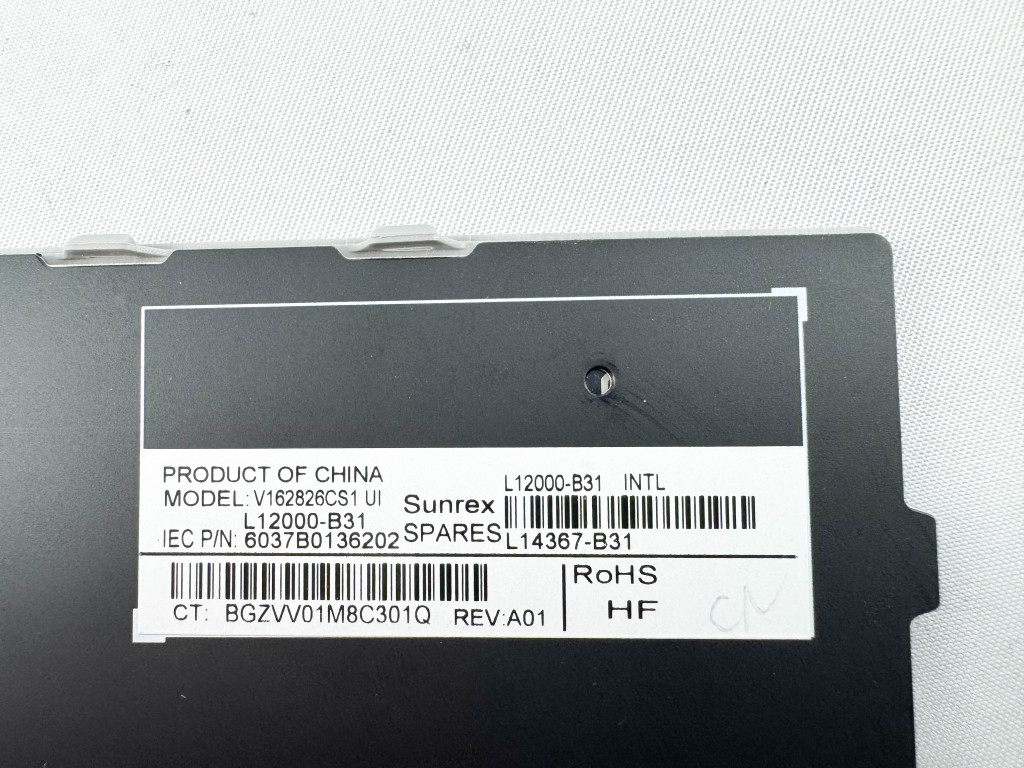 PRODUCT OF CHINA
MODEL: V162826CS1 UI
L12000-B31
IEC P/N: 6037B0136202
Sunrex
SPARES
L12000-B31 INTL
L14367-B31
CT: BGZVV01M8C301Q REV:A01
RoHS
HF
CN